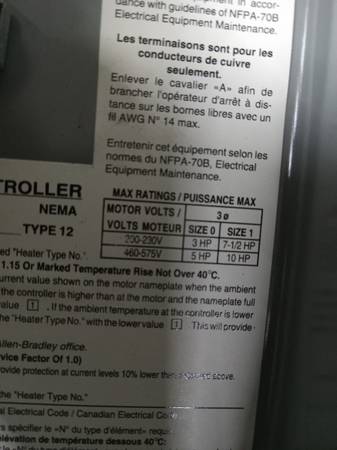 dance with guidelines of NFPA-70B
Electrical Equipment Maintenance.
Les terminaisons sont pour les
conducteurs de cuivre
seulement.
Enlever le cavalier «A» afin de
brancher l'opérateur d'arrêt à dis-
tance sur les bornes libres avec un
fil AWG N° 14 max.
Entretenir cet équipement selon les
normes du NFPA-70B, Electrical
Equipment Maintenance.
TROLLER
NEMA
TYPE 12
MAX RATINGS / PUISSANCE MAX
MOTOR VOLTS / 3 ø
VOLTS MOTEUR SIZE 0 SIZE 1
200-230V 3 HP 7-1/2 HP
460-575V 5 HP 10 HP
"Heater Type No.".
1.15 Or Marked Temperature Rise Not Over 40°C.
current value shown on the motor nameplate when the ambient
the controller is higher than at the motor and the nameplate full
value 1 . If the ambient temperature at the controller is lower
the "Heater Type No." with the lower value 1 This will provide
Allen-Bradley office.
Service Factor Of 1.0)
provide protection at current levels 10% lower than above.
the "Heater Type No."
al Electrical Code / Canadian Electrical Code
rs spécifier le «N° du type d'élément»
élévation de température dessous 40°C: